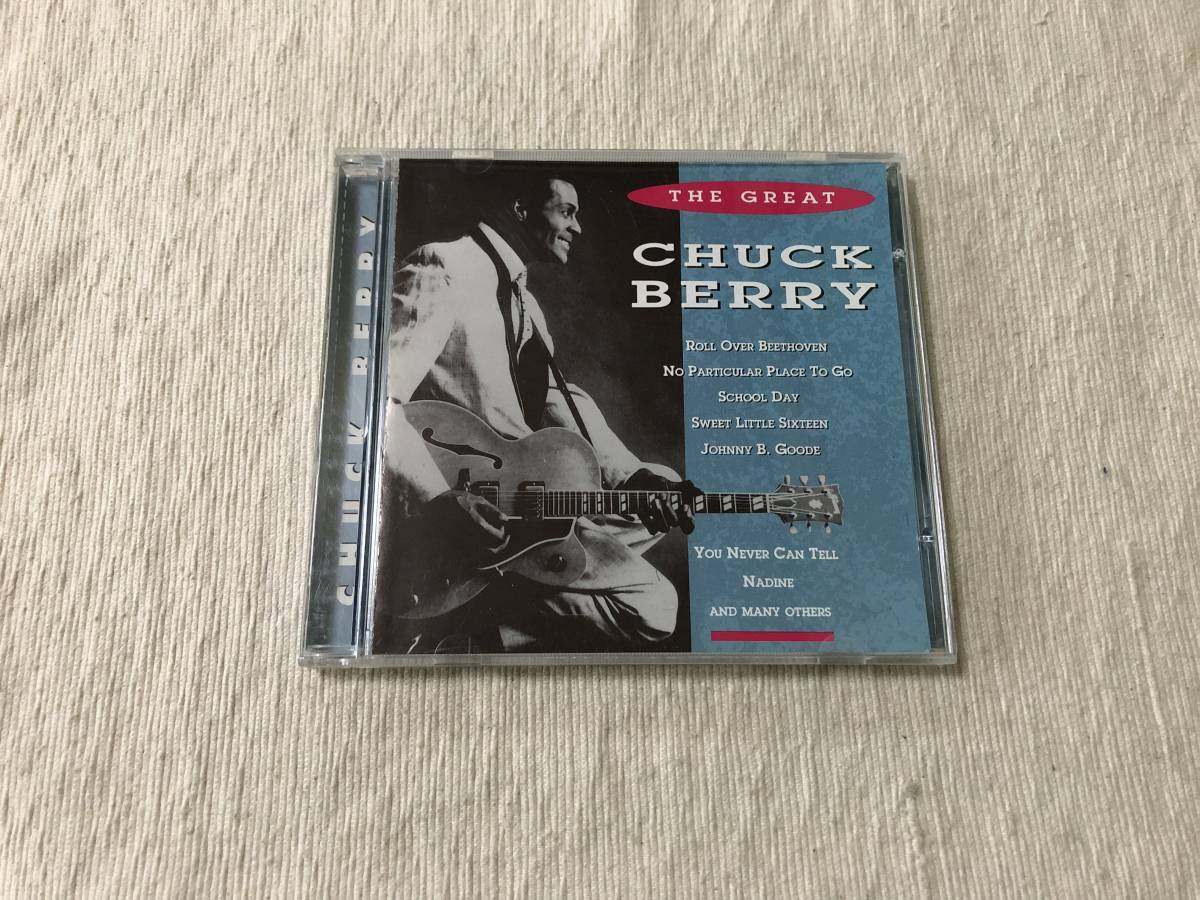 THE GREAT
CHUCK
BERRY
ROLL OVER BEETHOVEN
NO PARTICULAR PLACE TO GO
SCHOOL DAY
SWEET LITTLE SIXTEEN
JOHNNY B. GOODE
YOU NEVER CAN TELL
NADINE
AND MANY OTHERS
CHUCK BERRY